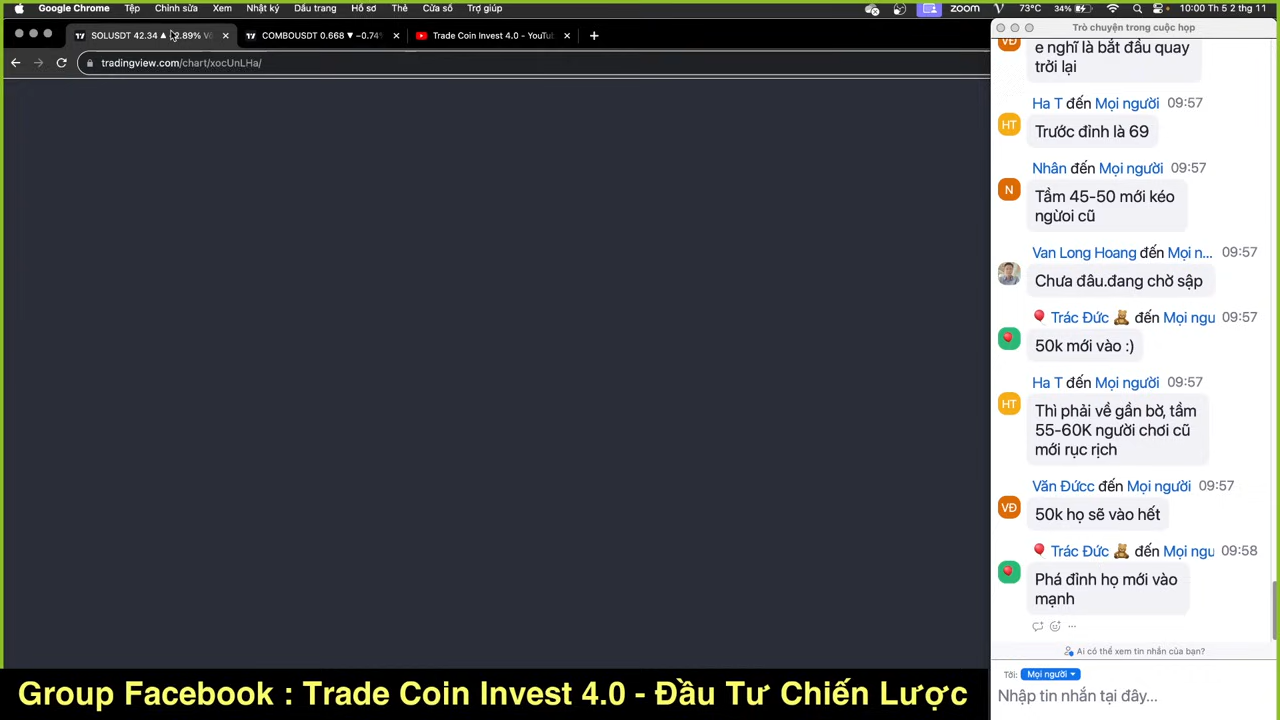 Google Chrome Tệp Chỉnh sửa Xem Nhật ký Dấu trang Hồ sơ Thẻ Cửa sổ Trợ giúp zoom 73°C 34% 10:00 Th 5 2 thg 11
SOLUSDT 42.34 ▲ 2.89% COMBOU3DT 0.668 ▼ −0.74% Trade Coin Invest 4.0 - YouTu
tradingview.com/chart/xocUnLHa/
Trò chuyện trong cuộc họp
VĐ
e nghĩ là bắt đầu quay
trời lại
Ha T đến Mọi người 09:57
HT
Trước đỉnh là 69
Nhân đến Mọi người 09:57
N
Tầm 45-50 mới kéo
ngừoi cũ
Van Long Hoang đến Mọi n... 09:57
Chưa đâu.đang chờ sập
🎈 Trác Đức 🧸 đến Mọi ngu 09:57
50k mới vào :)
Ha T đến Mọi người 09:57
HT
Thì phải về gần bờ, tầm
55-60K người chơi cũ
mới rục rịch
Văn Đứcc đến Mọi người 09:57
VĐ
50k họ sẽ vào hết
🎈 Trác Đức 🧸 đến Mọi ngu 09:58
Phá đỉnh họ mới vào
mạnh
Ai có thể xem tin nhắn của bạn?
Tới: Mọi người
Nhập tin nhắn tại đây...
Group Facebook : Trade Coin Invest 4.0 - Đầu Tư Chiến Lược